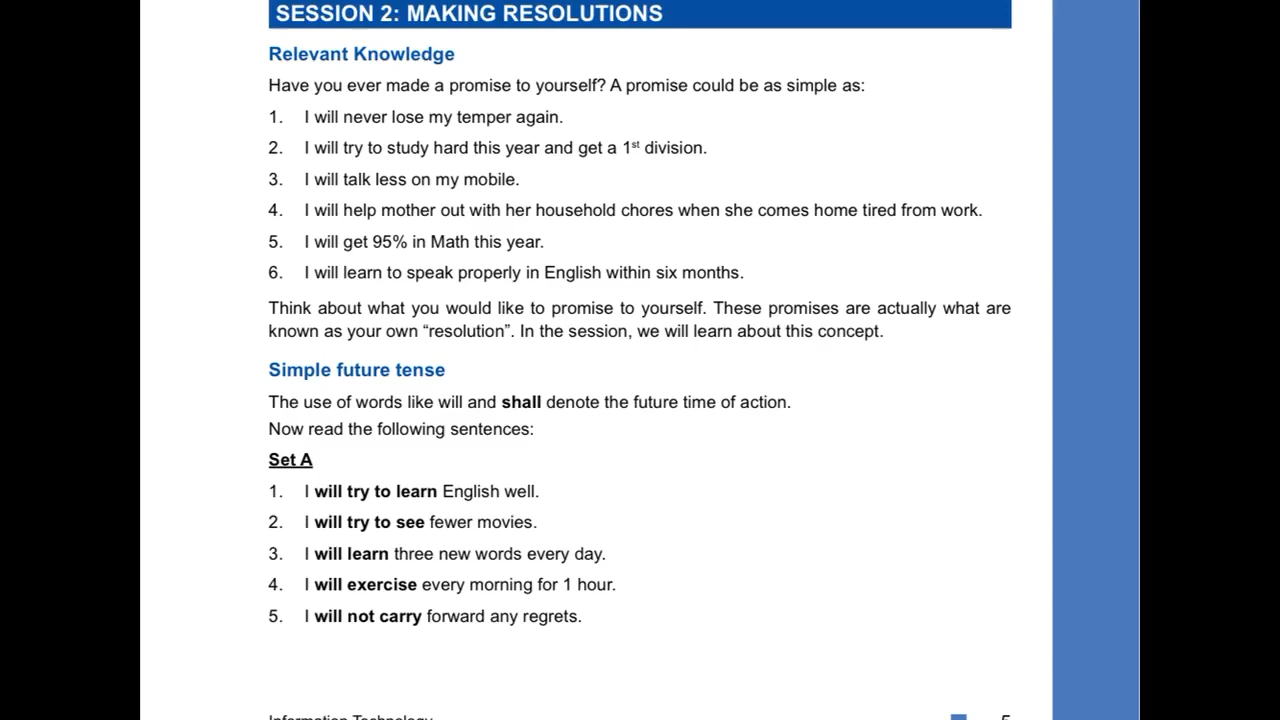 SESSION 2: MAKING RESOLUTIONS
Relevant Knowledge
Have you ever made a promise to yourself? A promise could be as simple as:
1. I will never lose my temper again.
2. I will try to study hard this year and get a 1st division.
3. I will talk less on my mobile.
4. I will help mother out with her household chores when she comes home tired from work.
5. I will get 95% in Math this year.
6. I will learn to speak properly in English within six months.
Think about what you would like to promise to yourself. These promises are actually what are
known as your own “resolution”. In the session, we will learn about this concept.
Simple future tense
The use of words like will and shall denote the future time of action.
Now read the following sentences:
Set A
1. I will try to learn English well.
2. I will try to see fewer movies.
3. I will learn three new words every day.
4. I will exercise every morning for 1 hour.
5. I will not carry forward any regrets.
Information Technology 5